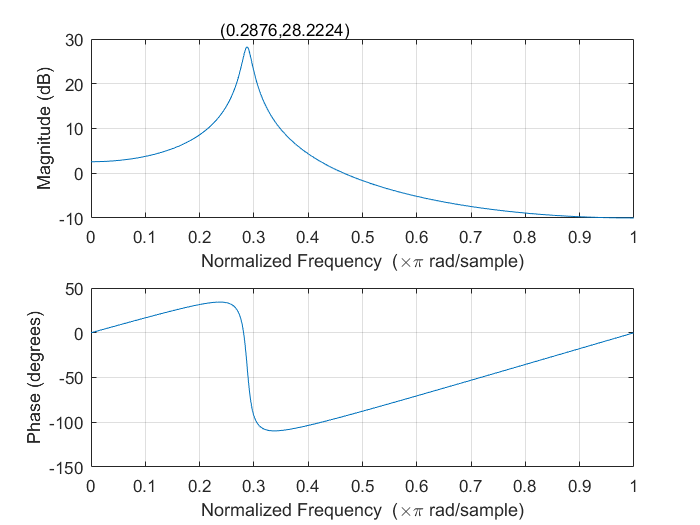 (0.2876,28.2224)
30
20
10
0
-10
Magnitude (dB)
0 0.1 0.2 0.3 0.4 0.5 0.6 0.7 0.8 0.9 1
Normalized Frequency (×π rad/sample)
50
0
-50
-100
-150
Phase (degrees)
0 0.1 0.2 0.3 0.4 0.5 0.6 0.7 0.8 0.9 1
Normalized Frequency (×π rad/sample)